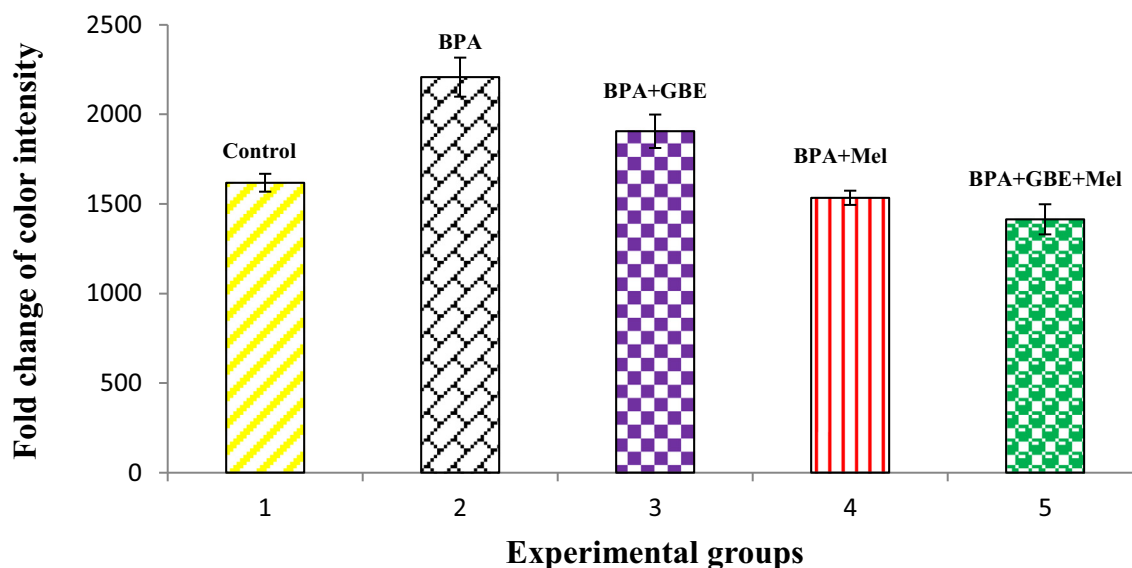 Fold change of color intensity
2500
2000
1500
1000
500
0
Control
BPA
BPA+GBE
BPA+Mel
BPA+GBE+Mel
1 2 3 4 5
Experimental groups